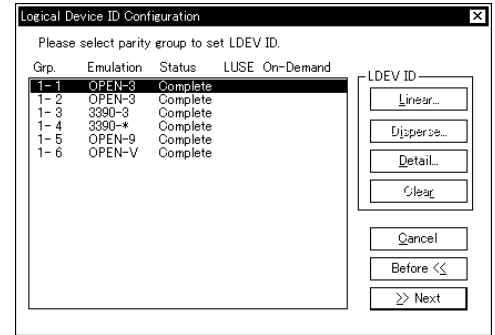 Logical Device ID Configuration
Please select parity group to set LDEV ID.
Grp. Emulation Status LUSE On-Demand
1- 1 OPEN-3 Complete
1- 2 OPEN-3 Complete
1- 3 3390-3 Complete
1- 4 3390-* Complete
1- 5 OPEN-9 Complete
1- 6 OPEN-V Complete
LDEV ID
Linear...
Disperse...
Detail...
Clear
Cancel
Before <<
>> Next